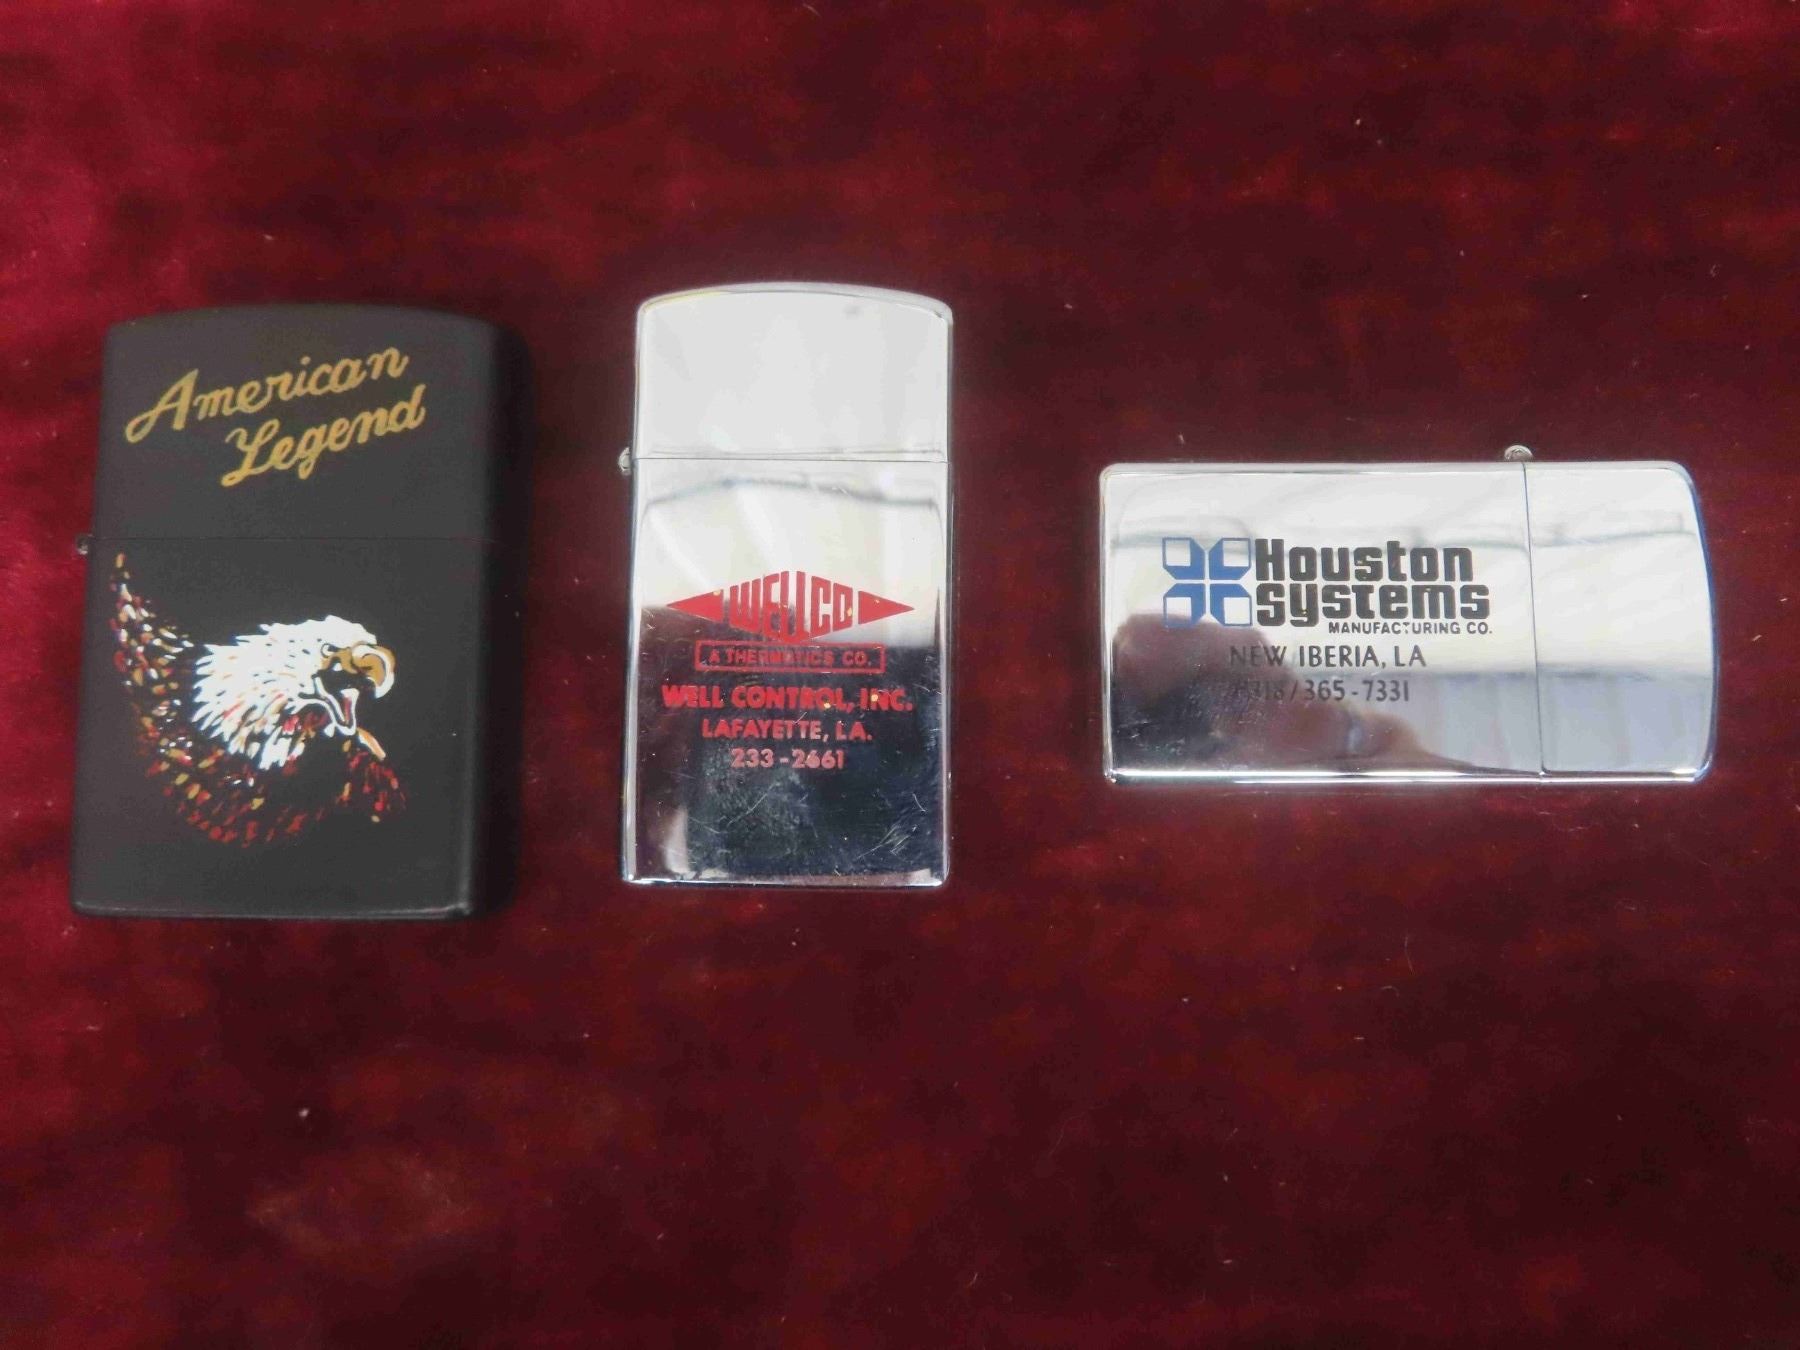 American
Legend
WELLCO
A THERMATICS CO.
WELL CONTROL, INC.
LAFAYETTE, LA.
233-2661
Houston
systems
MANUFACTURING CO.
NEW IBERIA, LA
318/365-7331